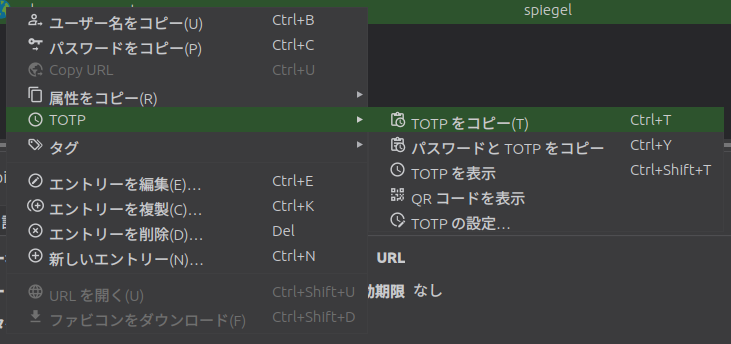 spiegel
ユーザー名をコピー(U) Ctrl+B
パスワードをコピー(P) Ctrl+C
Copy URL Ctrl+U
属性をコピー(R)
TOTP
タグ
エントリーを編集(E)... Ctrl+E
エントリーを複製(C)... Ctrl+K
エントリーを削除(D)... Del
新しいエントリー(N)... Ctrl+N
URL を開く(U) Ctrl+Shift+U
ファビコンをダウンロード(F) Ctrl+Shift+D
TOTP をコピー(T) Ctrl+T
パスワードと TOTP をコピー Ctrl+Y
TOTP を表示 Ctrl+Shift+T
QR コードを表示
TOTP の設定...
URL
期限 なし